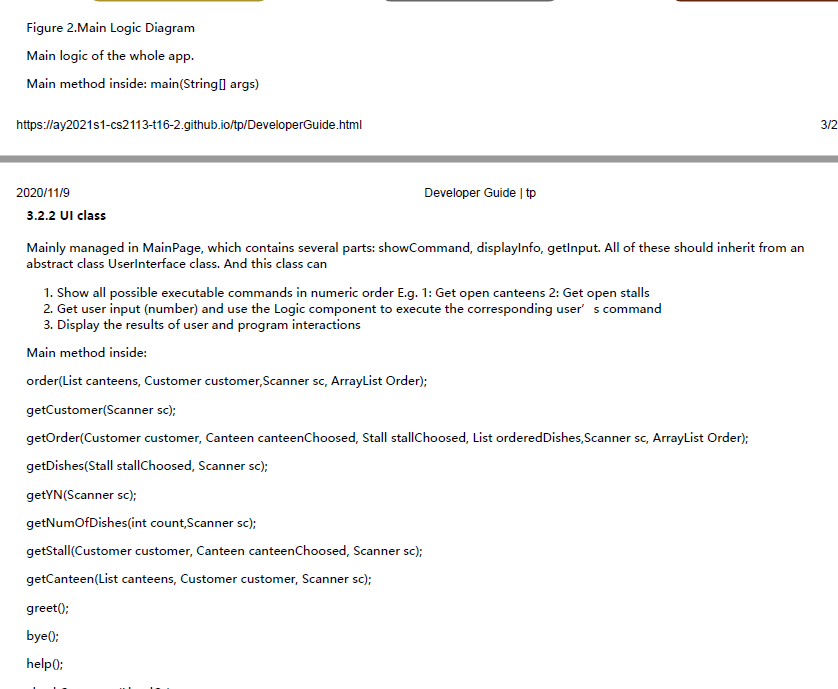 Figure 2.Main Logic Diagram
Main logic of the whole app.
Main method inside: main(String[] args)
https://ay2021s1-cs2113-t16-2.github.io/tp/DeveloperGuide.html 3/2
2020/11/9 Developer Guide | tp
3.2.2 UI class
Mainly managed in MainPage, which contains several parts: showCommand, displayInfo, getInput. All of these should inherit from an
abstract class UserInterface class. And this class can
1. Show all possible executable commands in numeric order E.g. 1: Get open canteens 2: Get open stalls
2. Get user input (number) and use the Logic component to execute the corresponding user’ s command
3. Display the results of user and program interactions
Main method inside:
order(List canteens, Customer customer,Scanner sc, ArrayList Order);
getCustomer(Scanner sc);
getOrder(Customer customer, Canteen canteenChoosed, Stall stallChoosed, List orderedDishes,Scanner sc, ArrayList Order);
getDishes(Stall stallChoosed, Scanner sc);
getYN(Scanner sc);
getNumOfDishes(int count,Scanner sc);
getStall(Customer customer, Canteen canteenChoosed, Scanner sc);
getCanteen(List canteens, Customer customer, Scanner sc);
greet();
bye();
help();